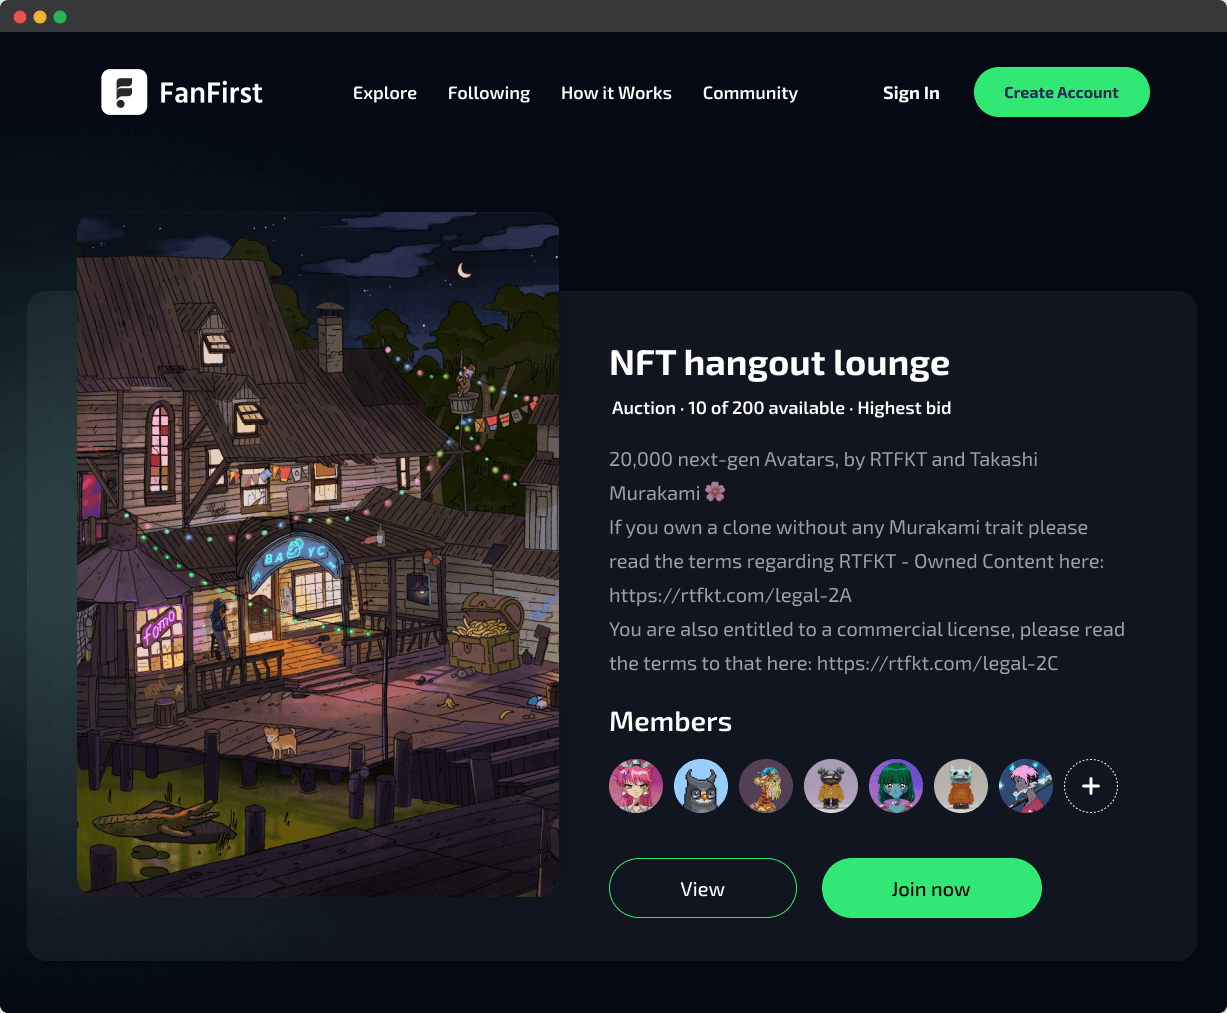 FanFirst
Explore
Following
How it Works
Community
Sign In
Create Account
BAYC
fomo
NFT hangout lounge
Auction · 10 of 200 available · Highest bid
20,000 next-gen Avatars, by RTFKT and Takashi
Murakami 🌸
If you own a clone without any Murakami trait please
read the terms regarding RTFKT - Owned Content here:
https://rtfkt.com/legal-2A
You are also entitled to a commercial license, please read
the terms to that here: https://rtfkt.com/legal-2C
Members
View
Join now